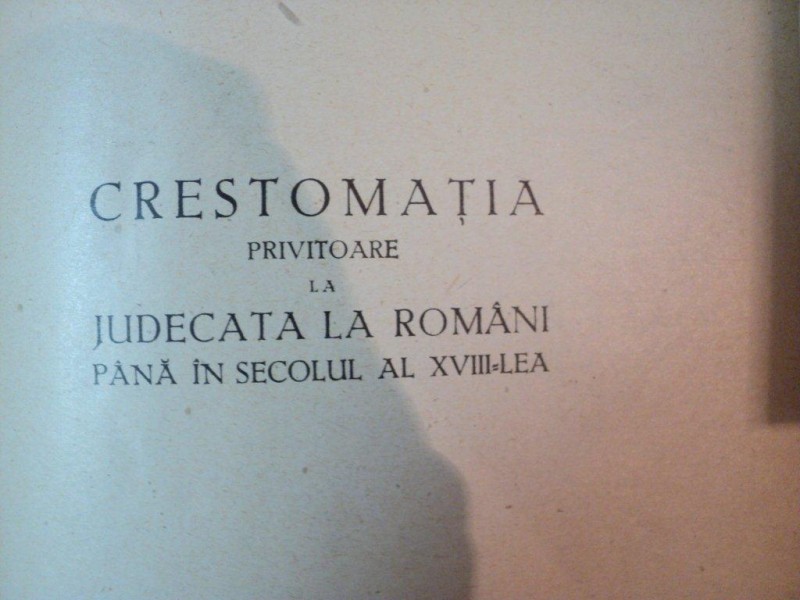 CRESTOMAȚIA
PRIVITOARE
LA
JUDECATA LA ROMÂNI
PÂNĂ ÎN SECOLUL AL XVIII=LEA